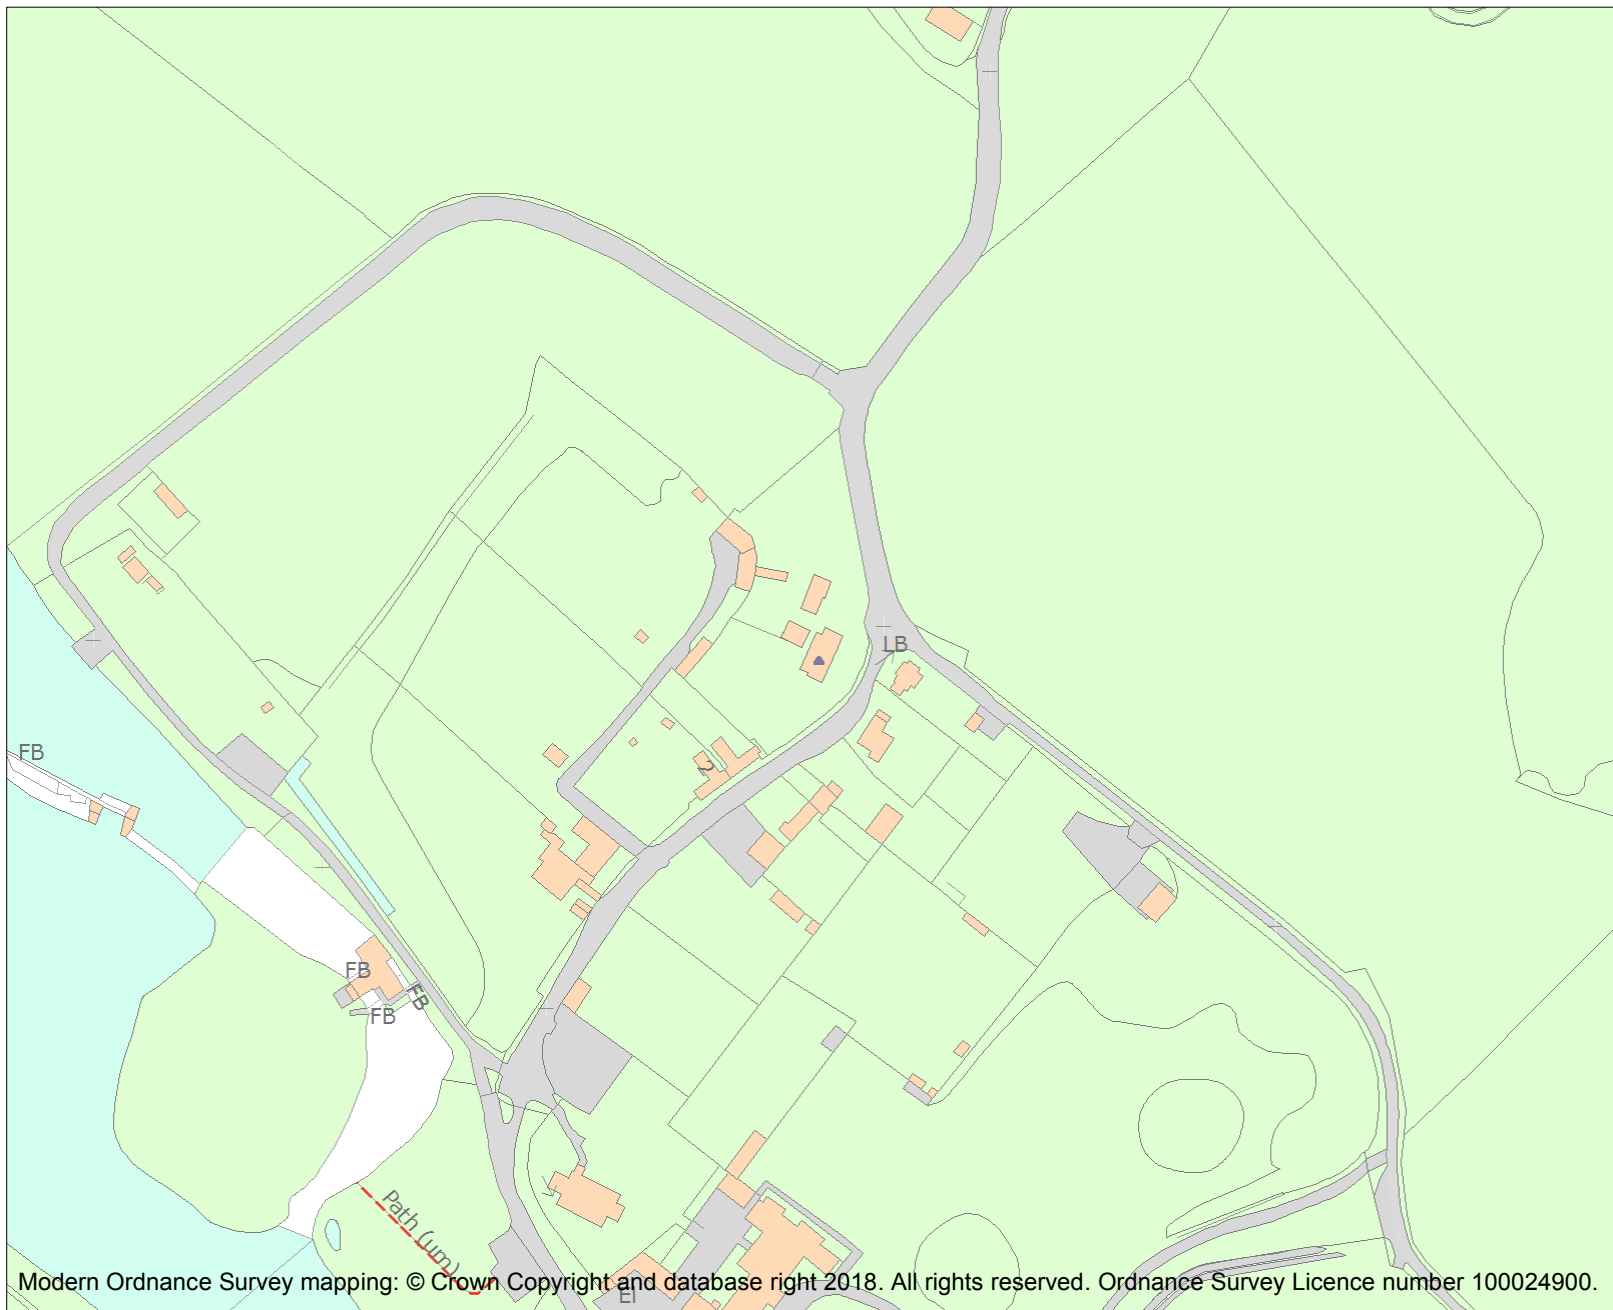 LB
FB
2
FB
FB
FB
Path (um)
El
Modern Ordnance Survey mapping: © Crown Copyright and database right 2018. All rights reserved. Ordnance Survey Licence number 100024900.